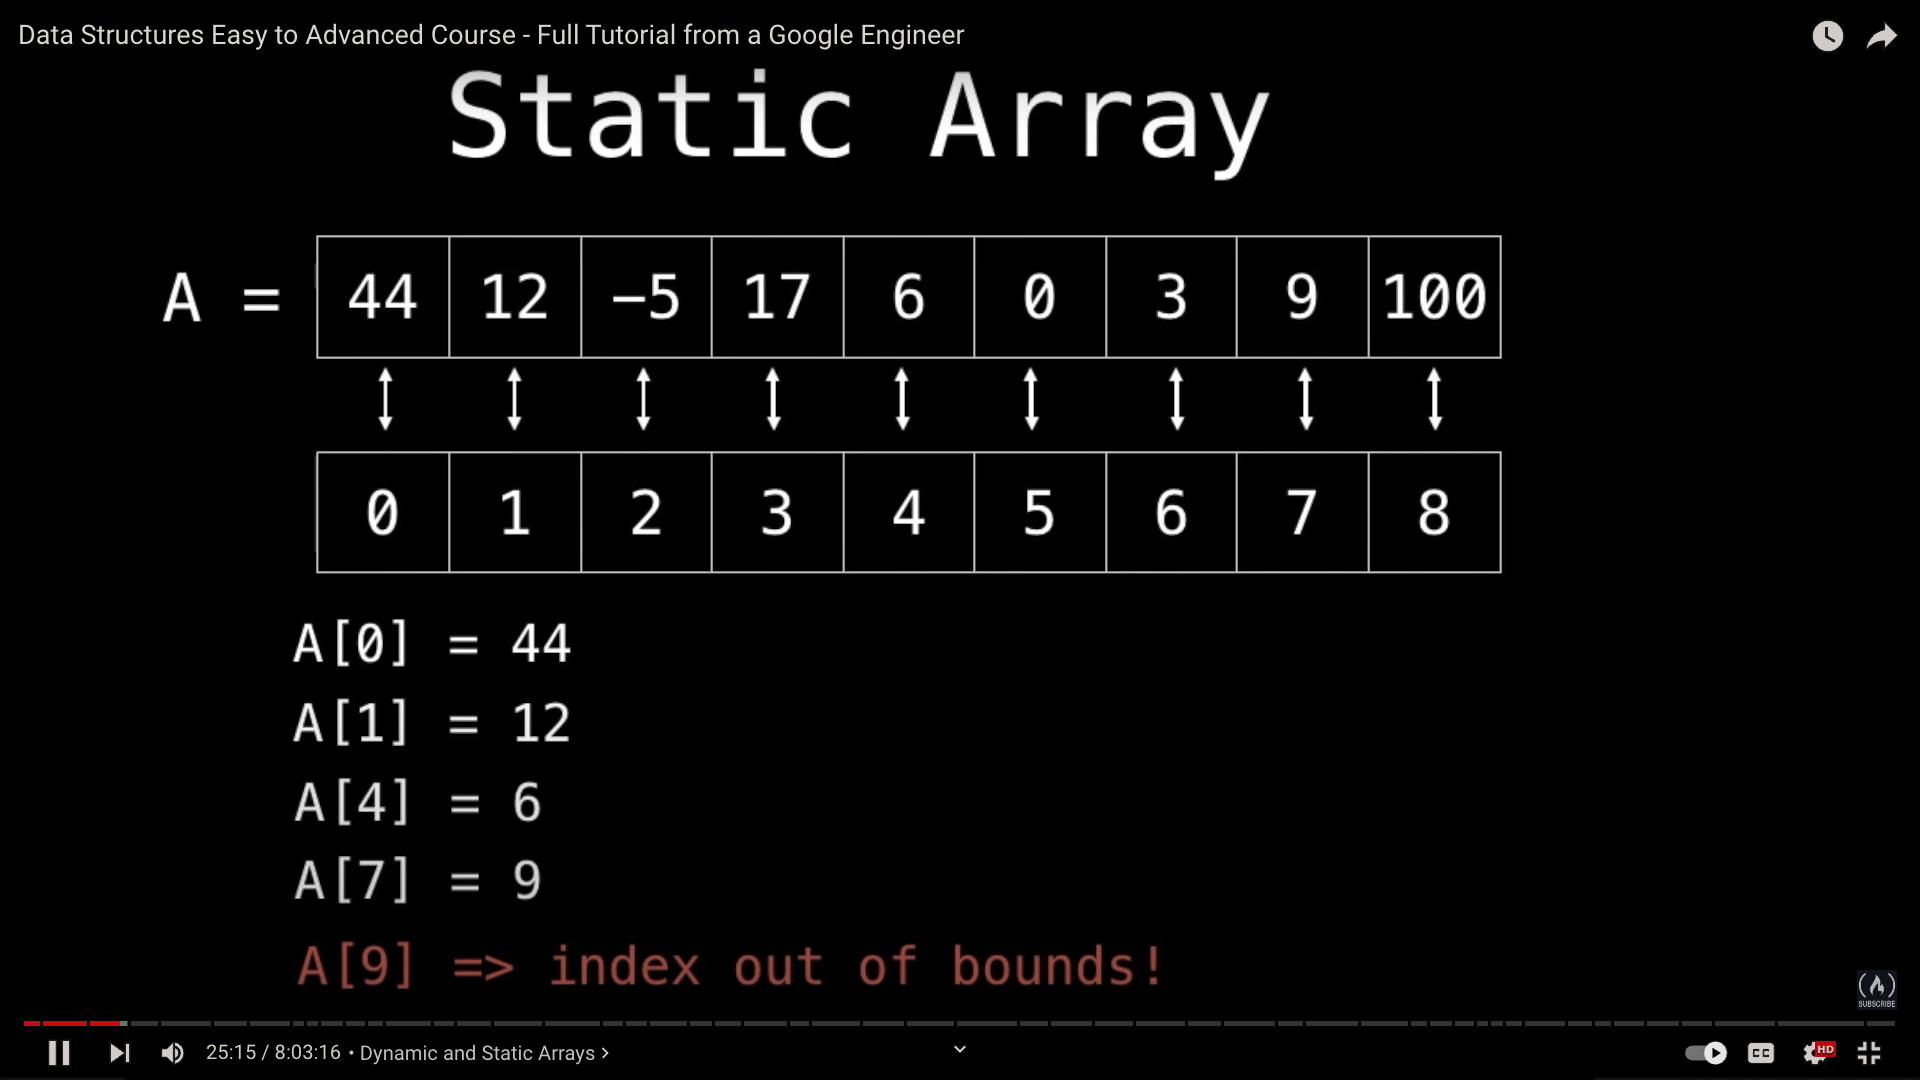 Data Structures Easy to Advanced Course - Full Tutorial from a Google Engineer
Static Array
A = 44 12 −5 17 6 0 3 9 100
0 1 2 3 4 5 6 7 8
A[0] = 44
A[1] = 12
A[4] = 6
A[7] = 9
A[9] => index out of bounds!
SUBSCRIBE
25:15 / 8:03:16 • Dynamic and Static Arrays >
CC
HD